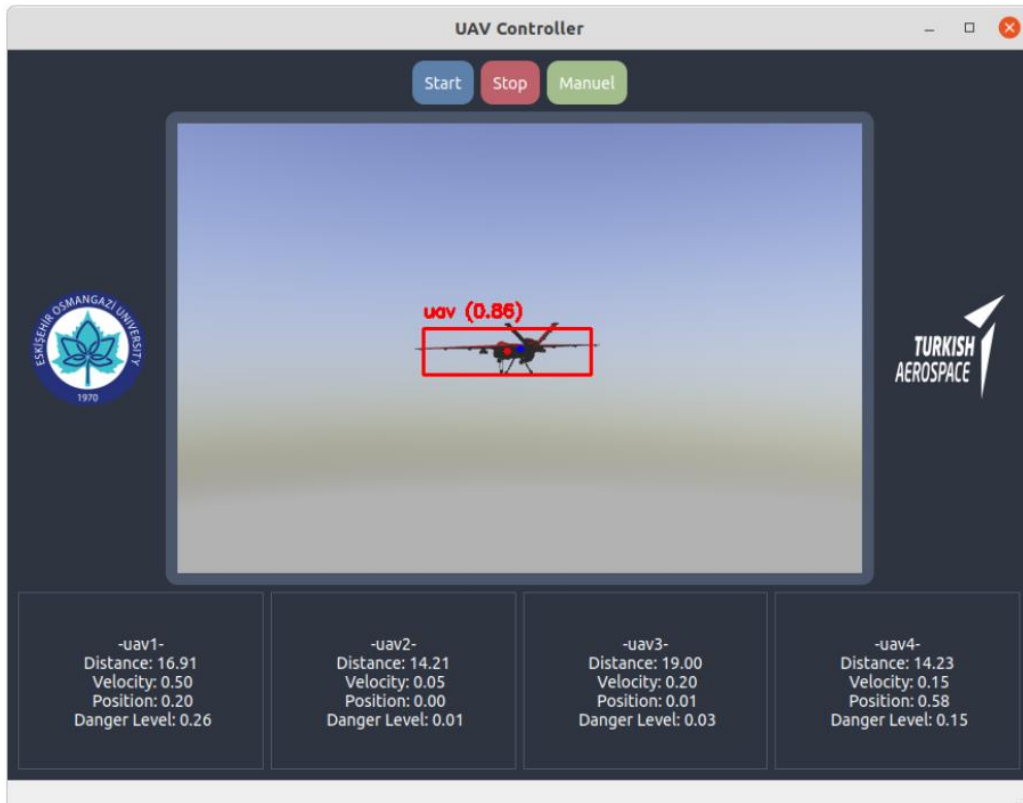 UAV Controller
Start
Stop
Manuel
uav (0.86)
ESKİŞEHİR OSMANGAZİ UNIVERSITY
1970
TURKISH
AEROSPACE
-uav1-
Distance: 16.91
Velocity: 0.50
Position: 0.20
Danger Level: 0.26
-uav2-
Distance: 14.21
Velocity: 0.05
Position: 0.00
Danger Level: 0.01
-uav3-
Distance: 19.00
Velocity: 0.20
Position: 0.01
Danger Level: 0.03
-uav4-
Distance: 14.23
Velocity: 0.15
Position: 0.58
Danger Level: 0.15